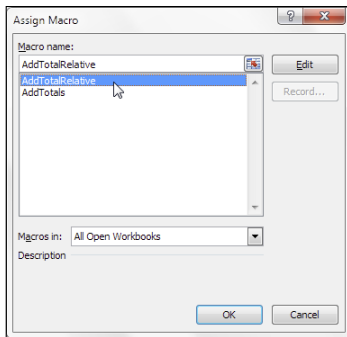 Assign Macro
?
Macro name:
AddTotalRelative
Edit
AddTotalRelative
AddTotals
Record...
Macros in: All Open Workbooks
Description
OK Cancel